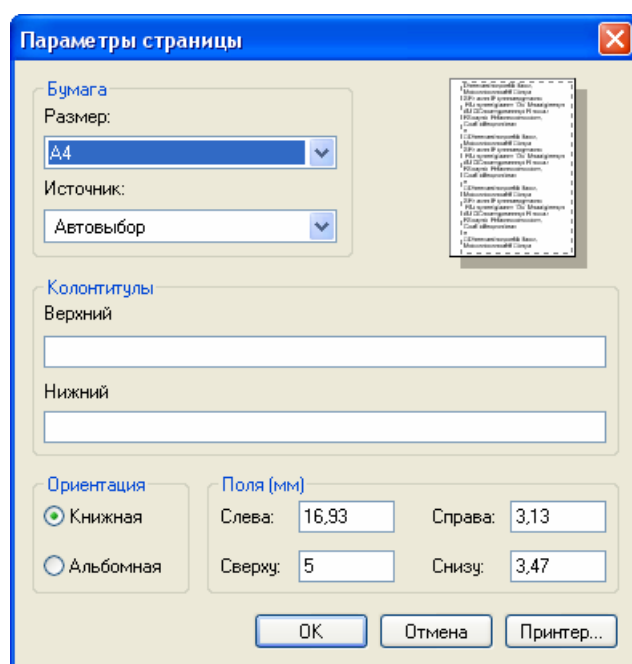 Параметры страницы
Бумага
Размер:
A4
Источник:
Автовыбор
Колонтитулы
Верхний
Нижний
Ориентация
Книжная
Альбомная
Поля (мм)
Слева: 16,93 Справа: 3,13
Сверху: 5 Снизу: 3,47
OK Отмена Принтер...